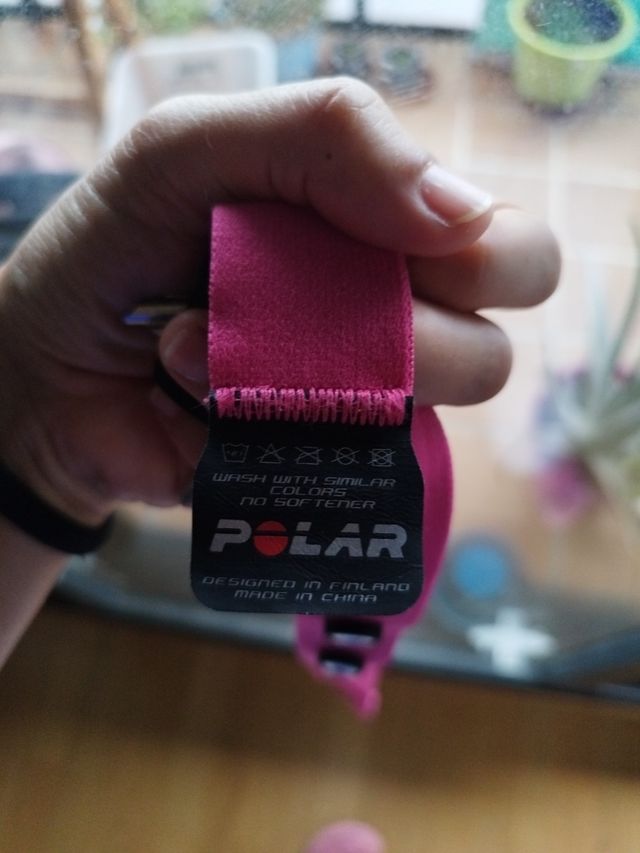 WASH WITH SIMILAR
COLORS
NO SOFTENER
POLAR
DESIGNED IN FINLAND
MADE IN CHINA